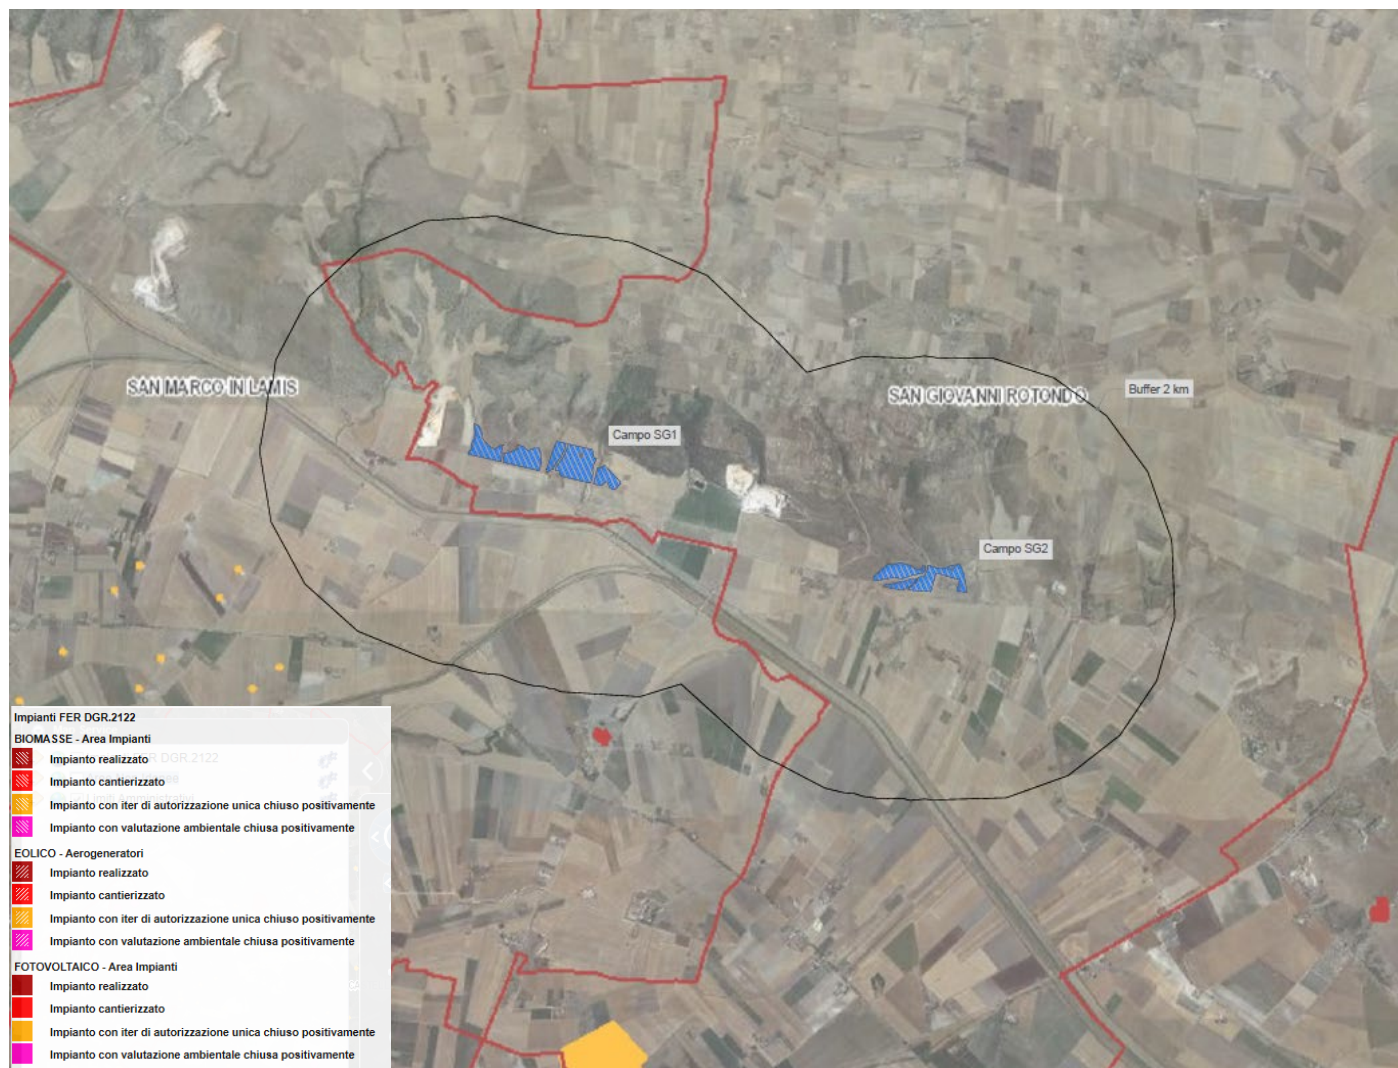 SAN MARCO IN LAMIS
SAN GIOVANNI ROTONDO
Buffer 2 km
Campo SG1
Campo SG2
Impianti FER DGR.2122
BIOMASSE - Area Impianti
Impianto realizzato
Impianto cantierizzato
Impianto con iter di autorizzazione unica chiuso positivamente
Impianto con valutazione ambientale chiusa positivamente
EOLICO - Aerogeneratori
Impianto realizzato
Impianto cantierizzato
Impianto con iter di autorizzazione unica chiuso positivamente
Impianto con valutazione ambientale chiusa positivamente
FOTOVOLTAICO - Area Impianti
Impianto realizzato
Impianto cantierizzato
Impianto con iter di autorizzazione unica chiuso positivamente
Impianto con valutazione ambientale chiusa positivamente